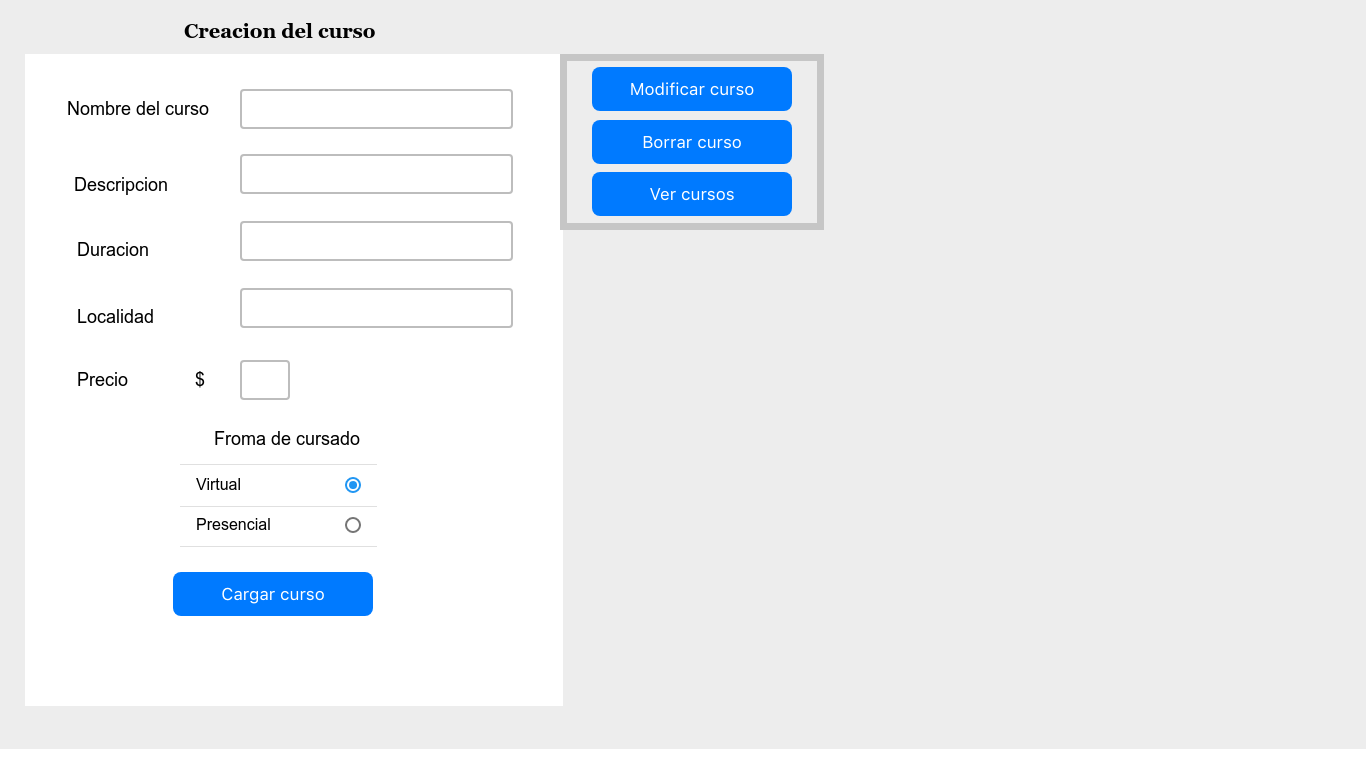 Creacion del curso
Nombre del curso
Descripcion
Duracion
Localidad
Precio $
Froma de cursado
Virtual
Presencial
Cargar curso
Modificar curso
Borrar curso
Ver cursos